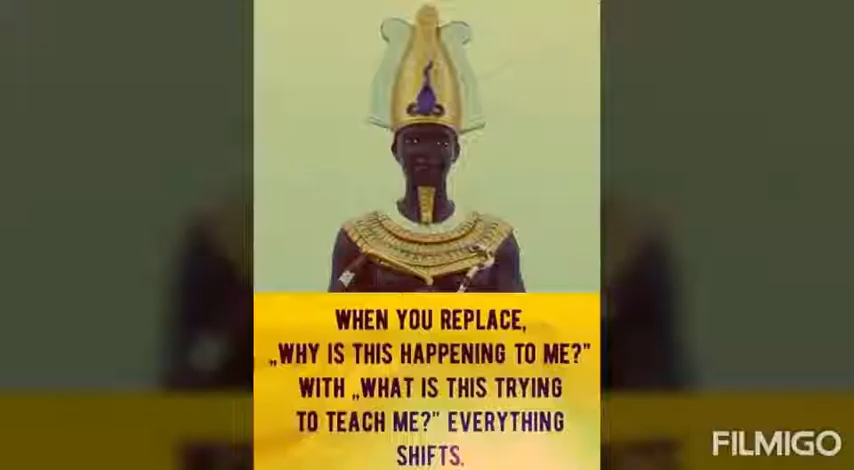 WHEN YOU REPLACE,
„WHY IS THIS HAPPENING TO ME?"
WITH „WHAT IS THIS TRYING
TO TEACH ME?" EVERYTHING
SHIFTS.
FILMIGO